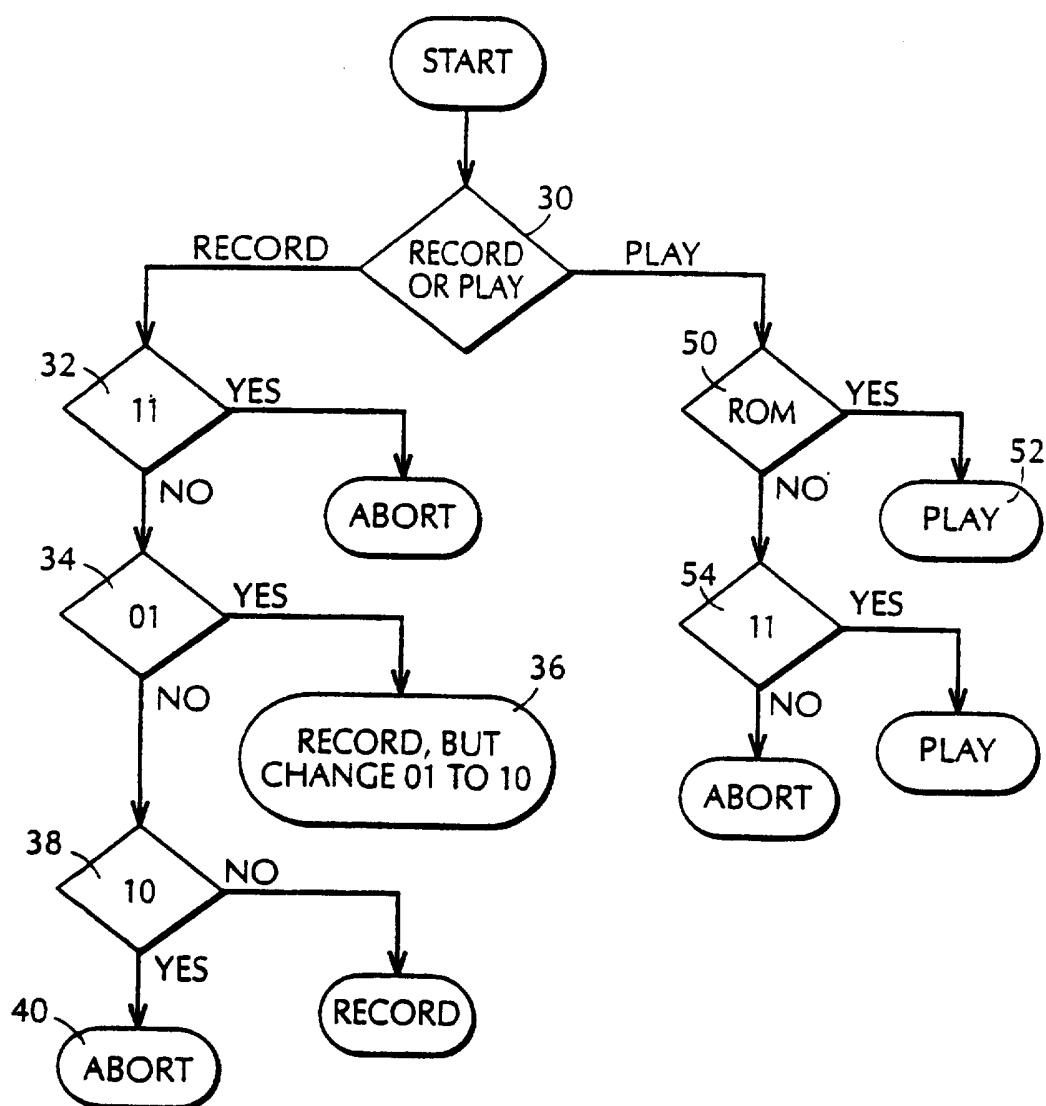 START
30
RECORD
RECORD
OR PLAY
PLAY
32
11
YES
NO
ABORT
50
ROM
YES
NO
52
PLAY
34
01
YES
NO
54
11
YES
NO
36
RECORD, BUT
CHANGE 01 TO 10
PLAY
ABORT
38
10
NO
YES
RECORD
40
ABORT